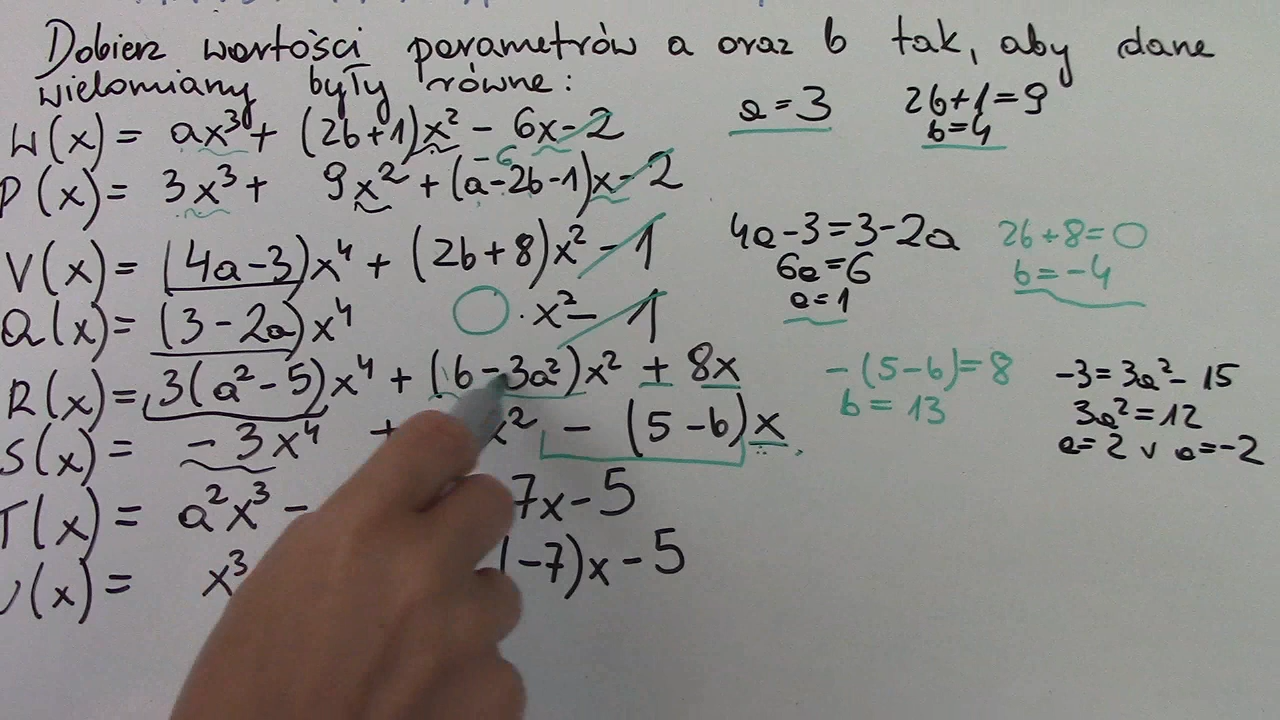 Dobierz wartości parametrów a oraz b tak, aby dane
wielomiany były równe:
W(x) = ax³ + (2b+1)x² - 6x - 2
-6
P(x) = 3x³ + 9x² + (a-2b-1)x - 2
V(x) = (4a-3)x⁴ + (2b+8)x² - 1
Q(x) = (3-2a)x⁴ 0·x² - 1
R(x) = 3(a²-5)x⁴ + (b-3a²)x² + 8x
S(x) = -3x⁴ + x² - (5-b)x
T(x) = a²x³ - 7x - 5
(x) = x³ (-7)x - 5
a = 3
2b+1=9
b=4
4a-3=3-2a
6a=6
a=1
2b+8=0
b=-4
-(5-b)=8
b = 13
-3=3a²-15
3a²=12
a=2 v a=-2